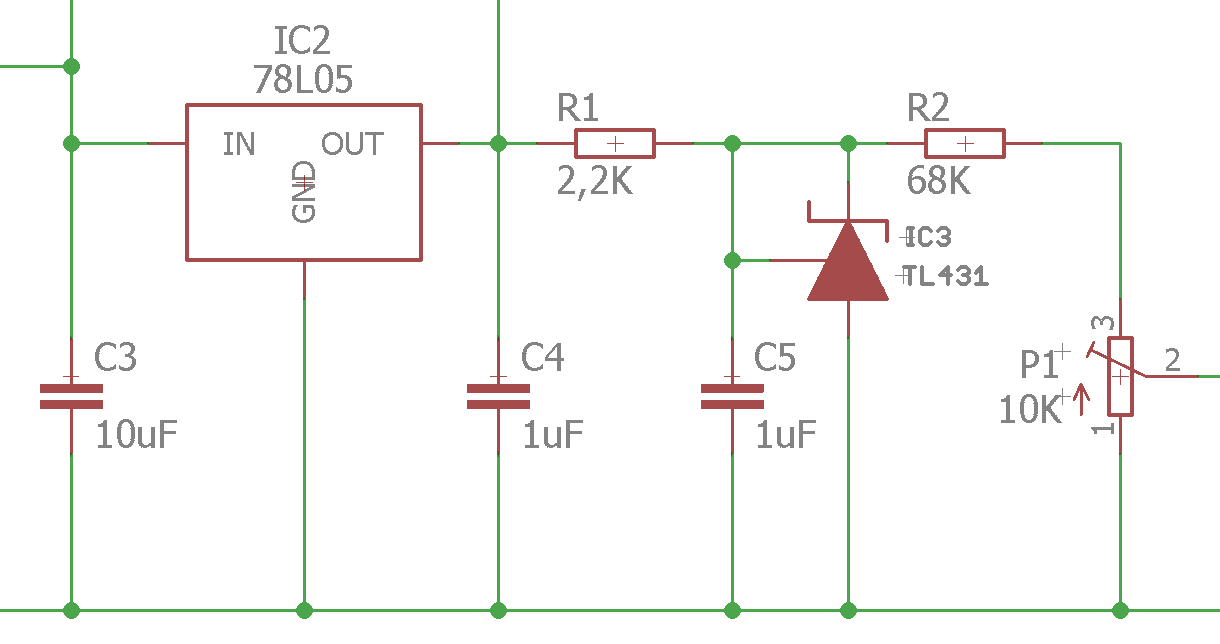 IC2
78L05
IN
OUT
GND
R1
2,2K
R2
68K
IC3
TL431
C3
10uF
C4
1uF
C5
1uF
P1
10K
3
2
1